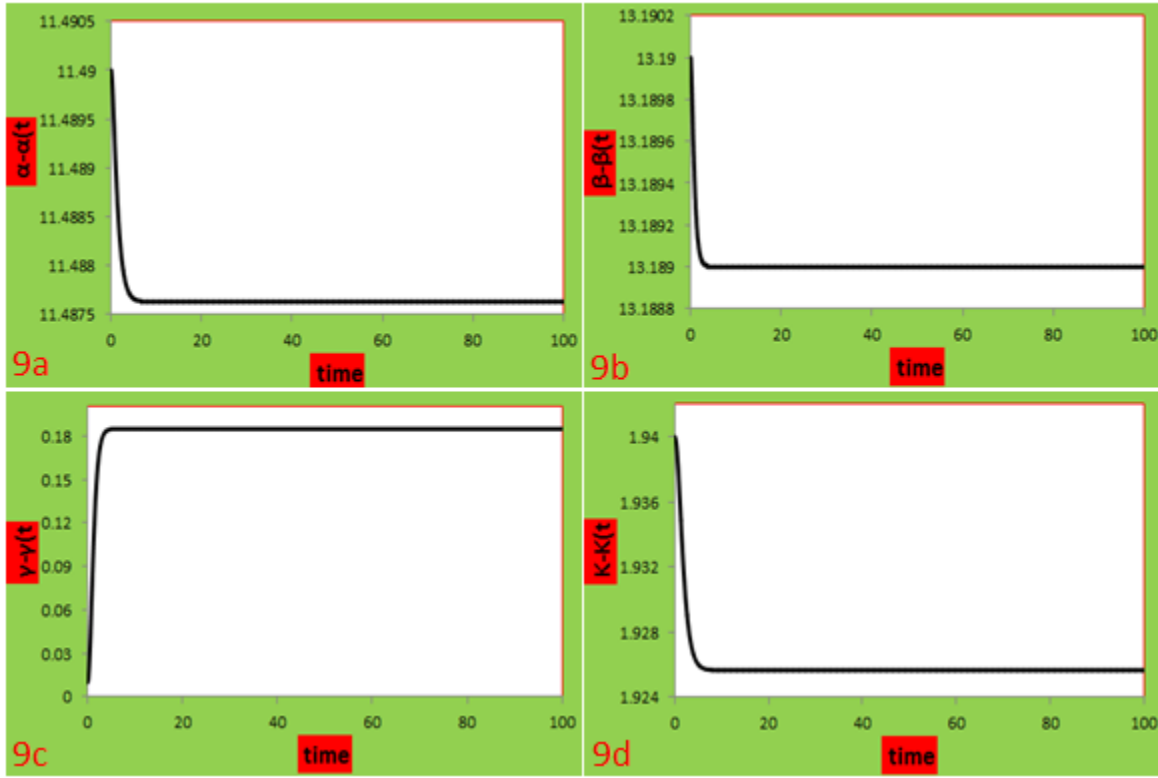 11.4905
11.49
11.4895
11.489
11.4885
11.488
11.4875
α-α(t
0 20 40 60 80 100
time
9a
13.1902
13.19
13.1898
13.1896
13.1894
13.1892
13.189
13.1888
β-β(t
0 20 40 60 80 100
time
9b
0.18
0.15
0.12
0.09
0.06
0.03
0
γ-γ(t
0 20 40 60 80 100
time
9c
1.94
1.936
1.932
1.928
1.924
K-K(t
0 20 40 60 80 100
time
9d